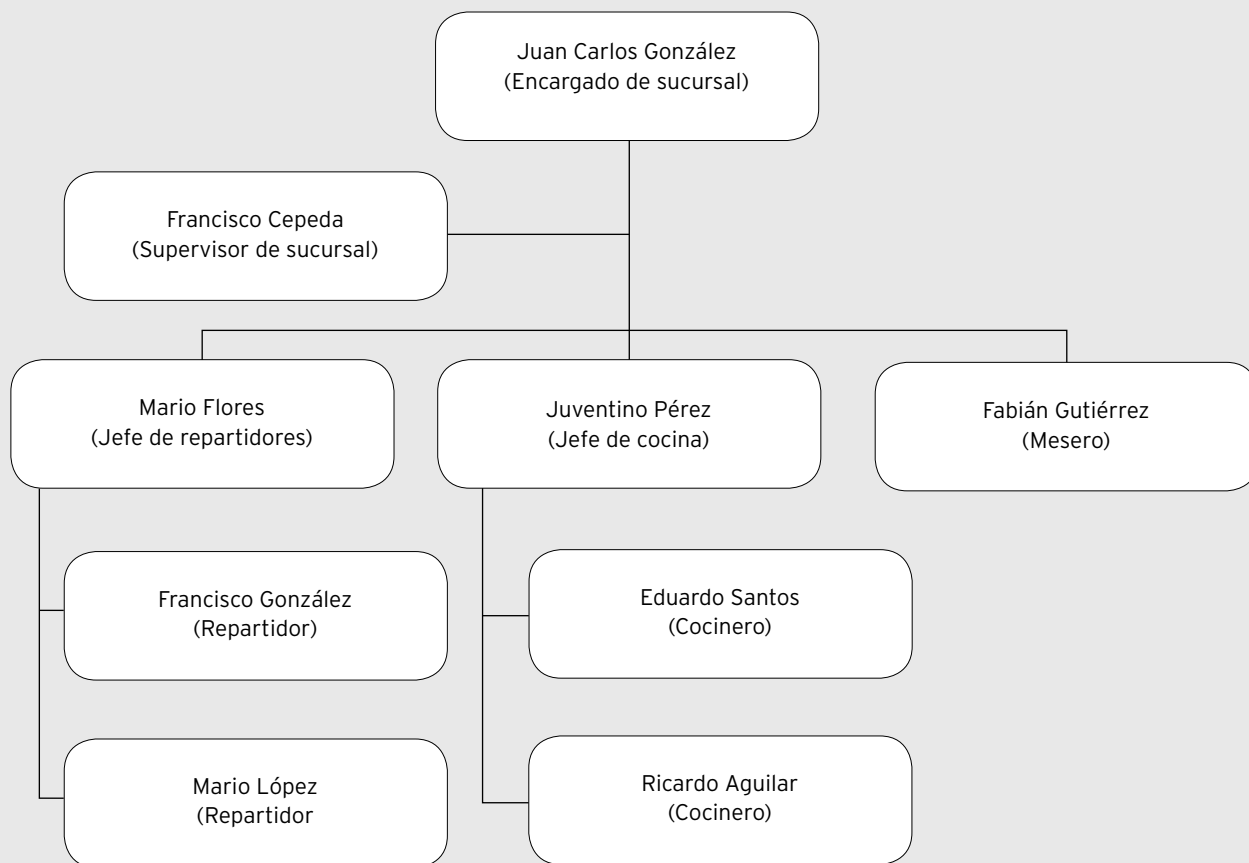 Juan Carlos González
(Encargado de sucursal)
Francisco Cepeda
(Supervisor de sucursal)
Mario Flores
(Jefe de repartidores)
Juventino Pérez
(Jefe de cocina)
Fabián Gutiérrez
(Mesero)
Francisco González
(Repartidor)
Eduardo Santos
(Cocinero)
Mario López
(Repartidor
Ricardo Aguilar
(Cocinero)